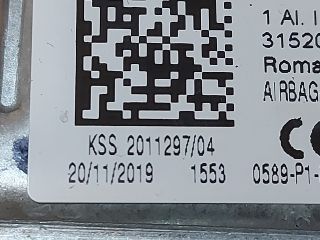 1 Al. I
31520
Roma
AIRBAG
KSS 2011297/04
20/11/2019 1553 0589-P1-